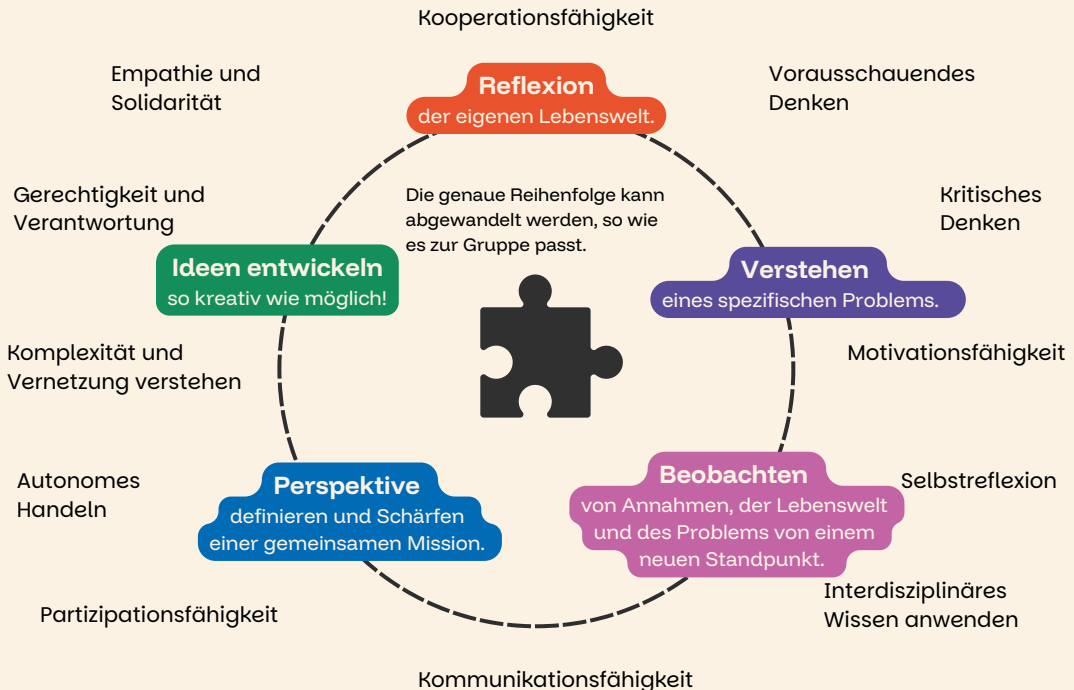 Kooperationsfähigkeit
Empathie und
Solidarität
Reflexion
der eigenen Lebenswelt.
Vorausschauendes
Denken
Gerechtigkeit und
Verantwortung
Die genaue Reihenfolge kann
abgewandelt werden, so wie
es zur Gruppe passt.
Kritisches
Denken
Ideen entwickeln
so kreativ wie möglich!
Verstehen
eines spezifischen Problems.
Komplexität und
Vernetzung verstehen
Motivationsfähigkeit
Autonomes
Handeln
Perspektive
definieren und Schärfen
einer gemeinsamen Mission.
Beobachten
von Annahmen, der Lebenswelt
und des Problems von einem
neuen Standpunkt.
Selbstreflexion
Partizipationsfähigkeit
Interdisziplinäres
Wissen anwenden
Kommunikationsfähigkeit